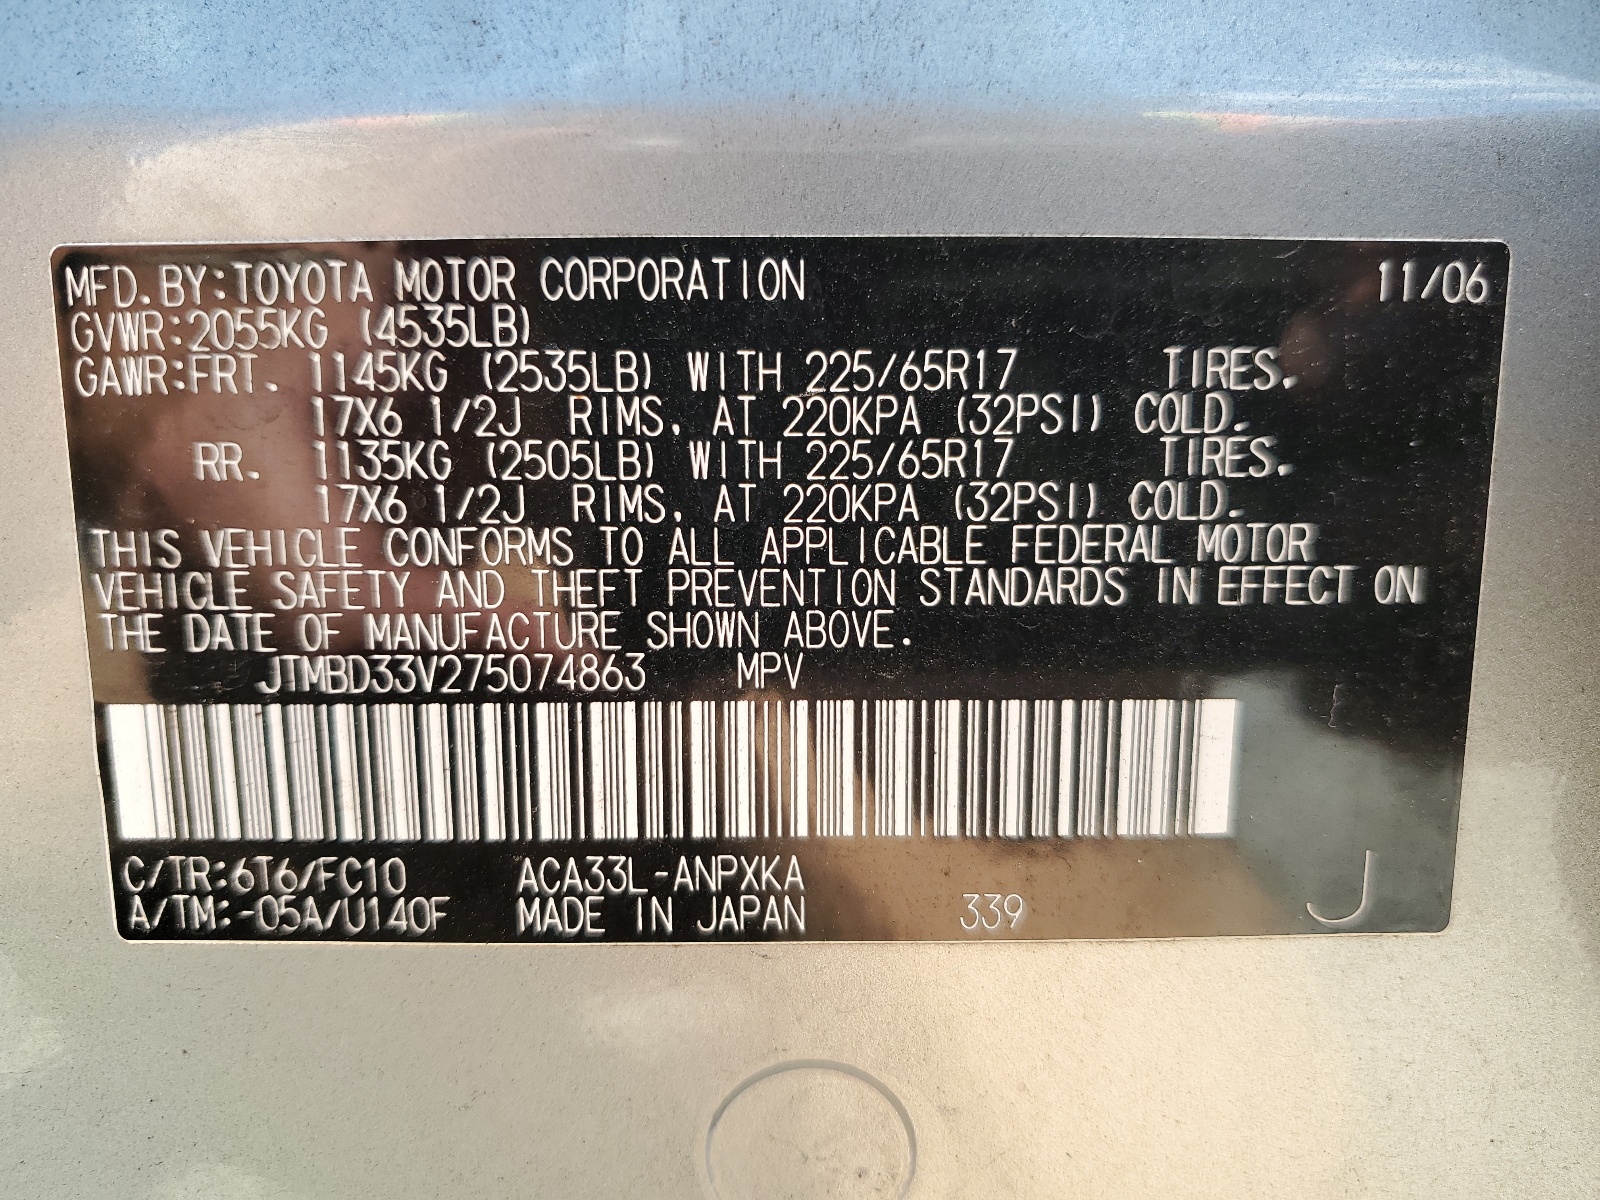 MFD. BY: TOYOTA MOTOR CORPORATION 11/06
GVWR:2055KG (4535LB)
GAWR:FRT. 1145KG (2535LB) WITH 225/65R17 TIRES.
17X6 1/2J RIMS, AT 220KPA (32PSI) COLD.
RR. 1135KG (2505LB) WITH 225/65R17 TIRES.
17X6 1/2J RIMS, AT 220KPA (32PSI) COLD.
THIS VEHICLE CONFORMS TO ALL APPLICABLE FEDERAL MOTOR
VEHICLE SAFETY AND THEFT PREVENTION STANDARDS IN EFFECT ON
THE DATE OF MANUFACTURE SHOWN ABOVE.
JTMBD33V275074863 MPV
C/TR:6T6/FC10 ACA33L-ANPXKA
A/TM:-05A/U140F MADE IN JAPAN 339 J